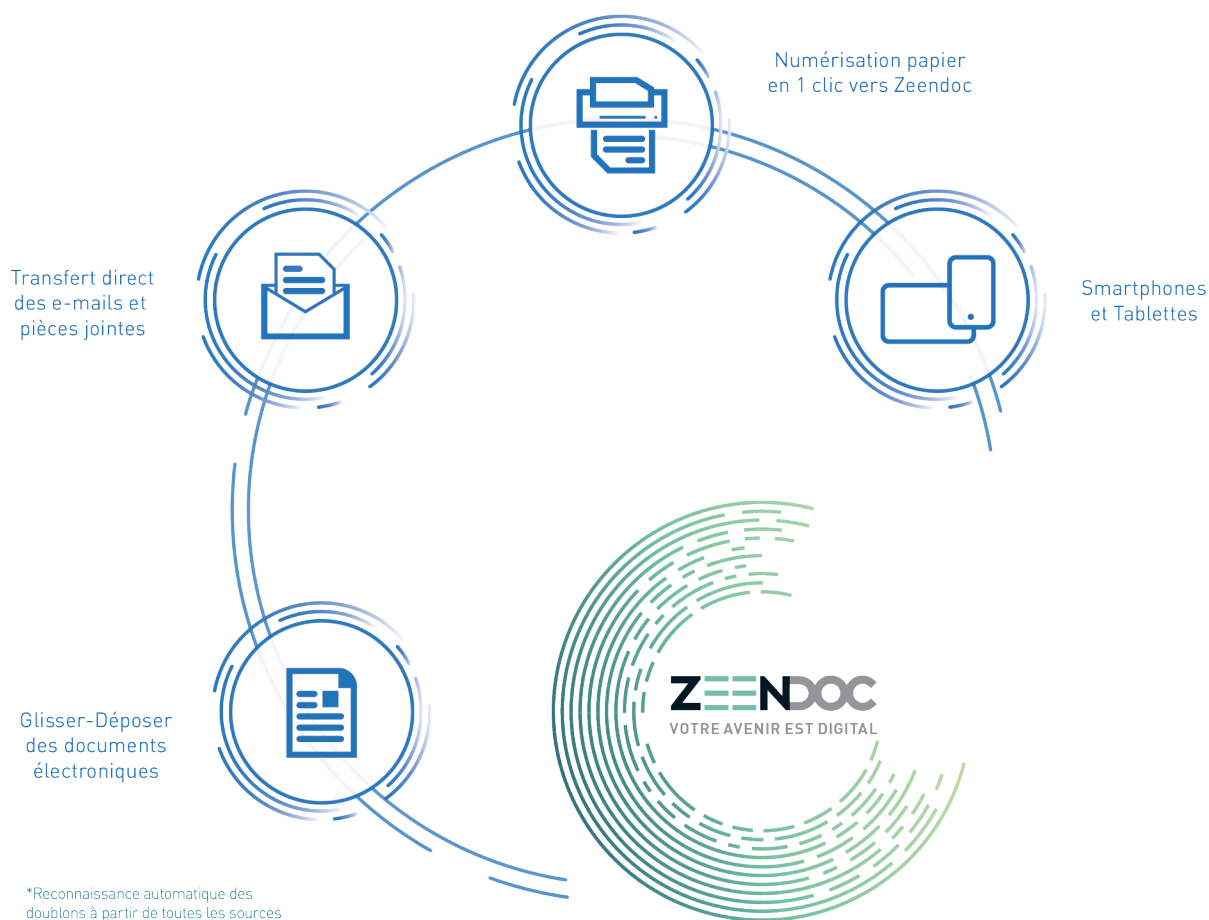 Numérisation papier
en 1 clic vers Zeendoc
Transfert direct
des e-mails et
pièces jointes
Smartphones
et Tablettes
ZEENDOC
VOTRE AVENIR EST DIGITAL
Glisser-Déposer
des documents
électroniques
*Reconnaissance automatique des
doublons à partir de toutes les sources